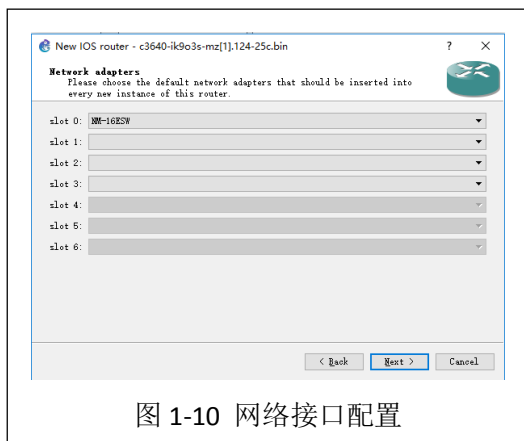 New IOS router - c3640-ik9o3s-mz[1].124-25c.bin ? ×
Network adapters
Please choose the default network adapters that should be inserted into
every new instance of this router.
slot 0: NM-16ESW
slot 1:
slot 2:
slot 3:
slot 4:
slot 5:
slot 6:
< Back Next > Cancel
图 1-10 网络接口配置